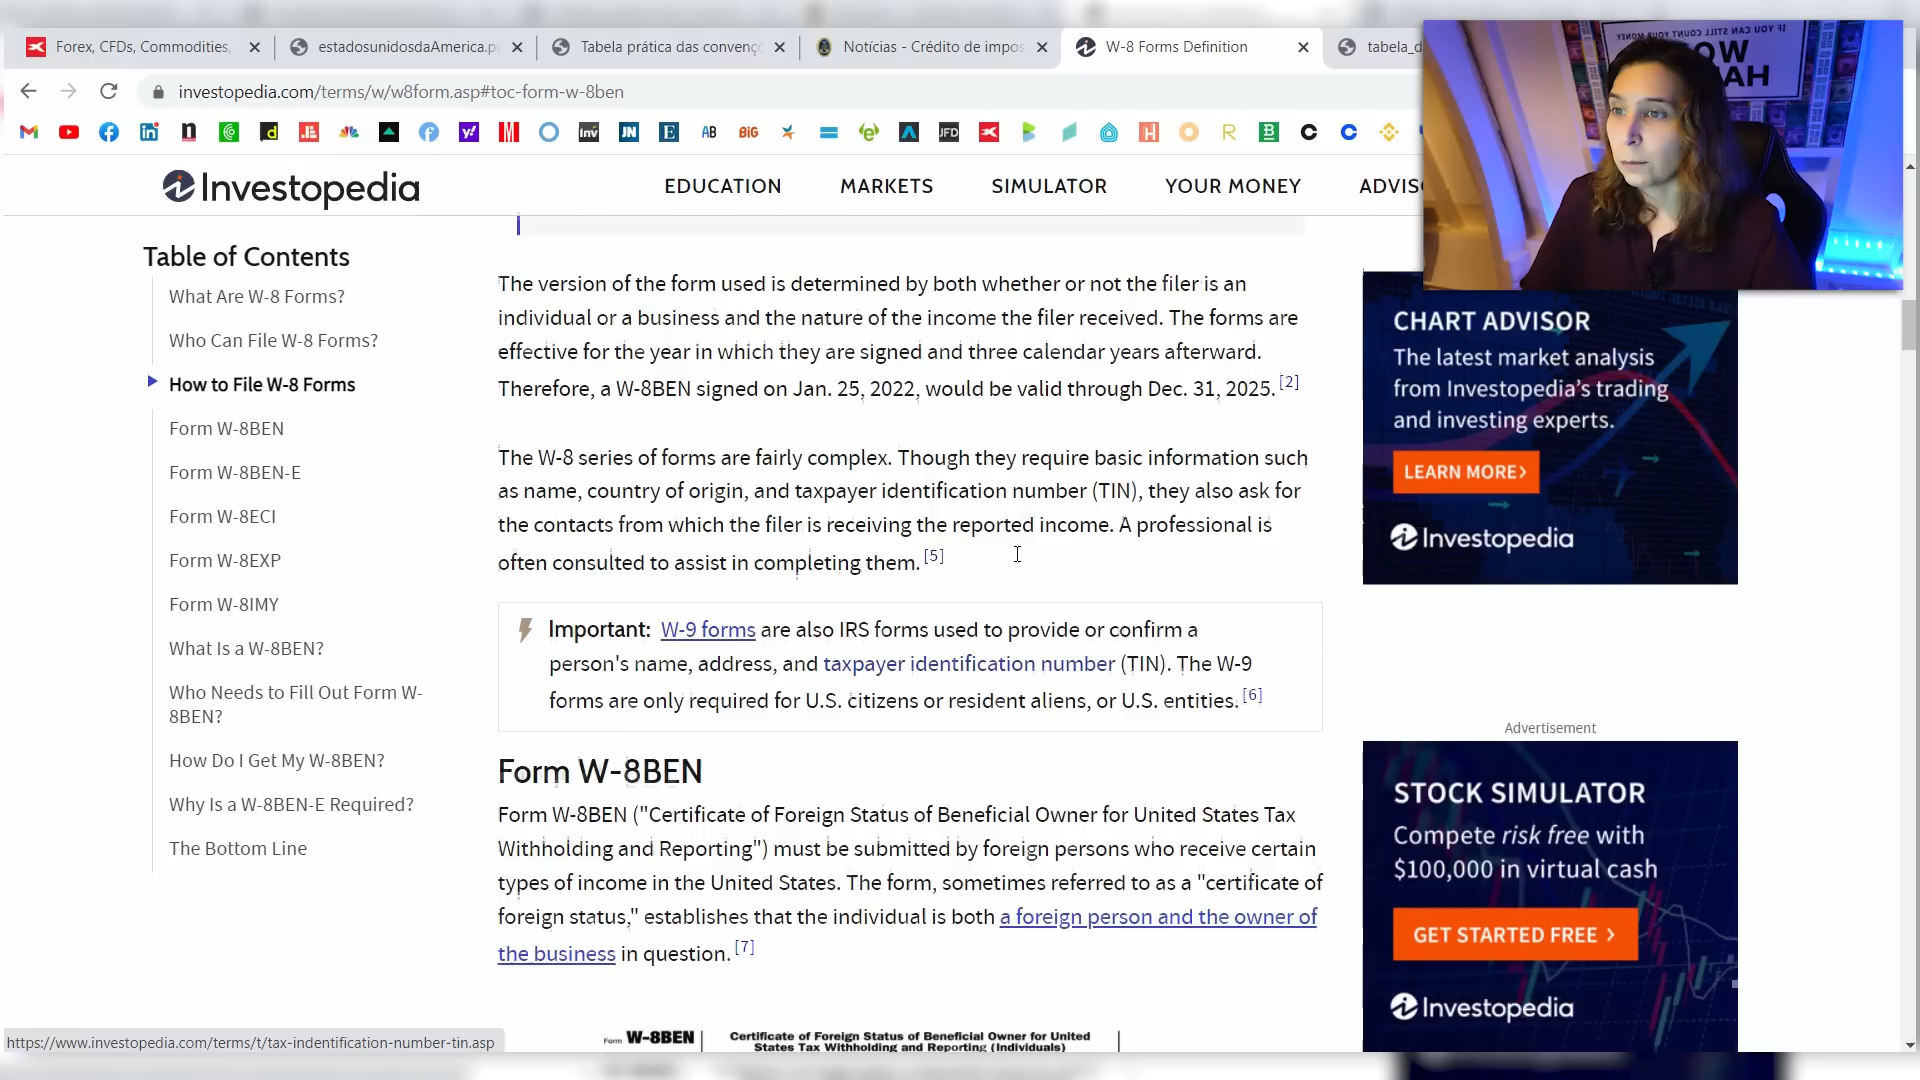 Forex, CFDs, Commodities,
estadosunidosdaAmerica.p
Tabela prática das convenç
Notícias - Crédito de impos
W-8 Forms Definition
tabela_d
investopedia.com/terms/w/w8form.asp#toc-form-w-8ben
Investopedia
EDUCATION
MARKETS
SIMULATOR
YOUR MONEY
ADVIS
IF YOU CAN STILL COUNT YOUR MONEY
Table of Contents
What Are W-8 Forms?
Who Can File W-8 Forms?
How to File W-8 Forms
Form W-8BEN
Form W-8BEN-E
Form W-8ECI
Form W-8EXP
Form W-8IMY
What Is a W-8BEN?
Who Needs to Fill Out Form W-
8BEN?
How Do I Get My W-8BEN?
Why Is a W-8BEN-E Required?
The Bottom Line
The version of the form used is determined by both whether or not the filer is an
individual or a business and the nature of the income the filer received. The forms are
effective for the year in which they are signed and three calendar years afterward.
Therefore, a W-8BEN signed on Jan. 25, 2022, would be valid through Dec. 31, 2025. [2]
The W-8 series of forms are fairly complex. Though they require basic information such
as name, country of origin, and taxpayer identification number (TIN), they also ask for
the contacts from which the filer is receiving the reported income. A professional is
often consulted to assist in completing them. [5]
Important: W-9 forms are also IRS forms used to provide or confirm a
person's name, address, and taxpayer identification number (TIN). The W-9
forms are only required for U.S. citizens or resident aliens, or U.S. entities. [6]
Form W-8BEN
Form W-8BEN ("Certificate of Foreign Status of Beneficial Owner for United States Tax
Withholding and Reporting") must be submitted by foreign persons who receive certain
types of income in the United States. The form, sometimes referred to as a "certificate of
foreign status," establishes that the individual is both a foreign person and the owner of
the business in question. [7]
Form W-8BEN
Certificate of Foreign Status of Beneficial Owner for United
States Tax Withholding and Reporting (Individuals)
CHART ADVISOR
The latest market analysis
from Investopedia's trading
and investing experts.
LEARN MORE>
Investopedia
Advertisement
STOCK SIMULATOR
Compete risk free with
$100,000 in virtual cash
GET STARTED FREE >
Investopedia
https://www.investopedia.com/terms/t/tax-indentification-number-tin.asp